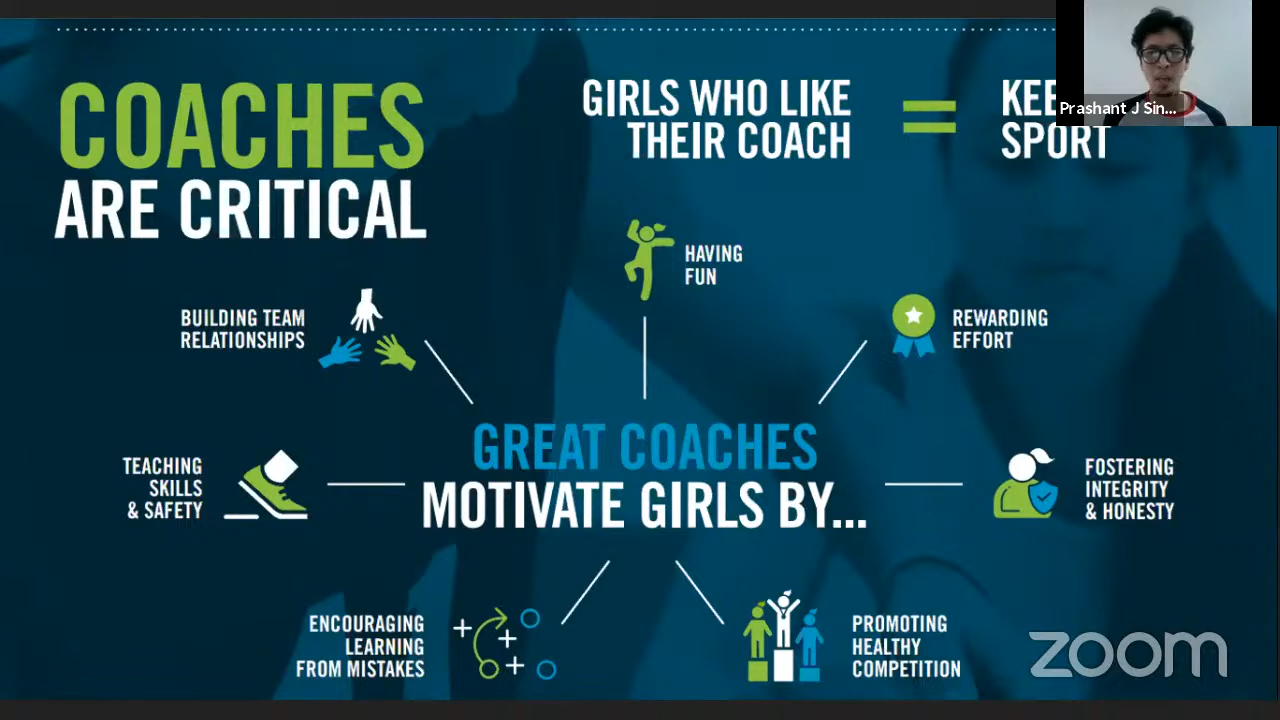 COACHES
ARE CRITICAL
GIRLS WHO LIKE
THEIR COACH
=
SPORT
Prashant J Sin...
HAVING
FUN
BUILDING TEAM
RELATIONSHIPS
REWARDING
EFFORT
GREAT COACHES
MOTIVATE GIRLS BY...
TEACHING
SKILLS
& SAFETY
FOSTERING
INTEGRITY
& HONESTY
ENCOURAGING
LEARNING
FROM MISTAKES
PROMOTING
HEALTHY
COMPETITION
zoom